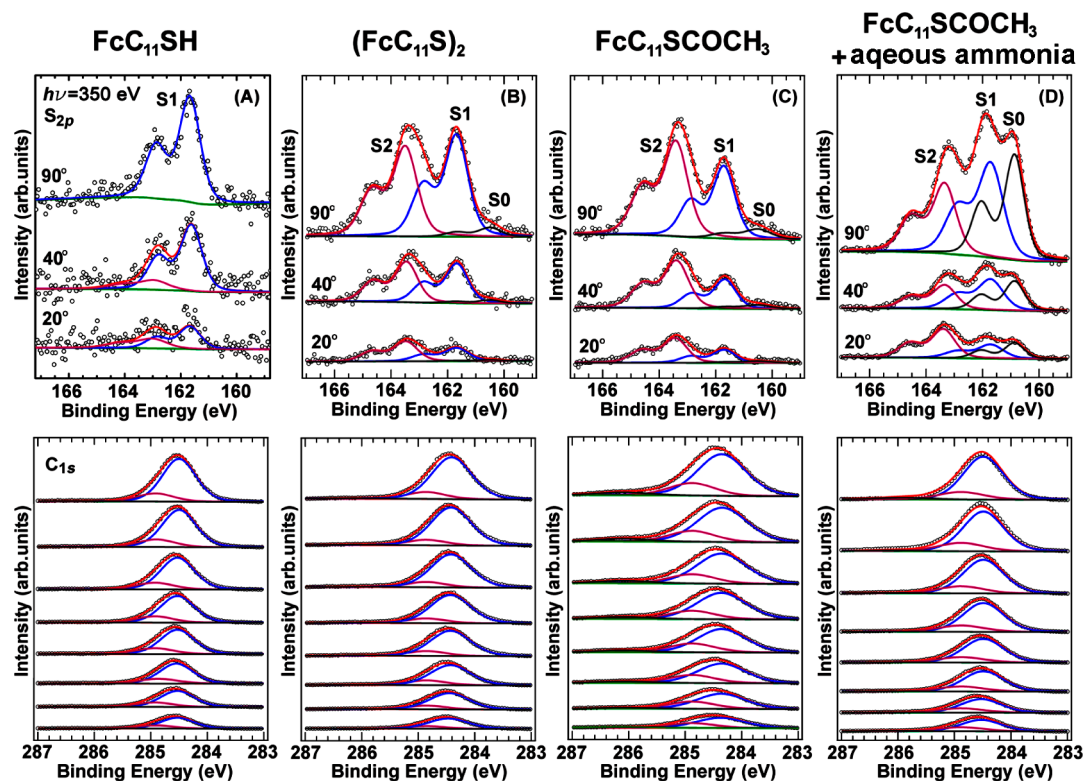 FcC₁₁SH
(FcC₁₁S)₂
FcC₁₁SCOCH₃
FcC₁₁SCOCH₃
+aqeous ammonia
hν=350 eV
S₂ₚ
S1
(A)
90°
40°
20°
166 164 162 160
Binding Energy (eV)
Intensity (arb.units)
(B)
S2
S1
S0
90°
40°
20°
166 164 162 160
Binding Energy (eV)
Intensity (arb.units)
(C)
S2
S1
S0
90°
40°
20°
166 164 162 160
Binding Energy (eV)
Intensity (arb.units)
(D)
S1
S0
S2
90°
40°
20°
166 164 162 160
Binding Energy (eV)
Intensity (arb.units)
C₁ₛ
287 286 285 284 283
Binding Energy (eV)
Intensity (arb.units)
287 286 285 284 283
Binding Energy (eV)
Intensity (arb.units)
287 286 285 284 283
Binding Energy (eV)
Intensity (arb.units)
287 286 285 284 283
Binding Energy (eV)
Intensity (arb.units)